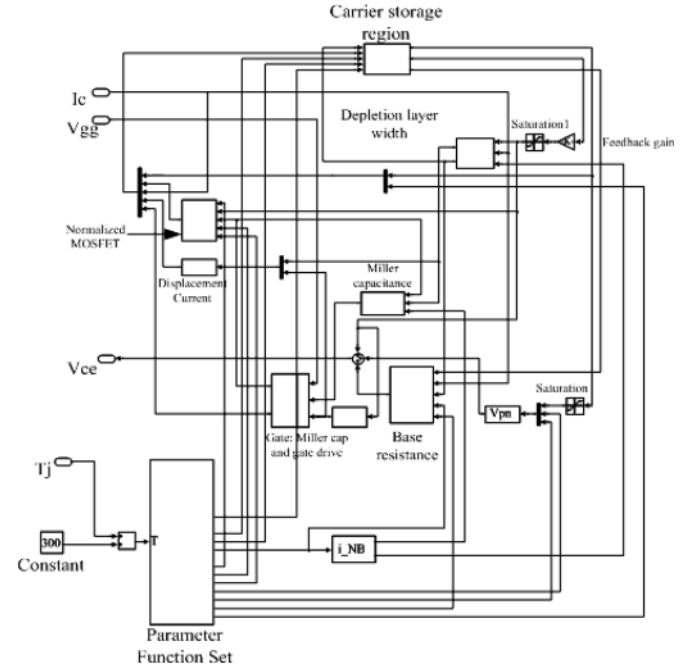 Carrier storage
region
Ic
Vgg
Depletion layer
width
Saturation1
Feedback gain
Normalized
MOSFET
Displacement
Current
Miller
capacitance
Vce
Saturation
Vpn
Gate: Miller cap
and gate drive
Base
resistance
Tj
300
T
i_NB
Constant
Parameter
Function Set